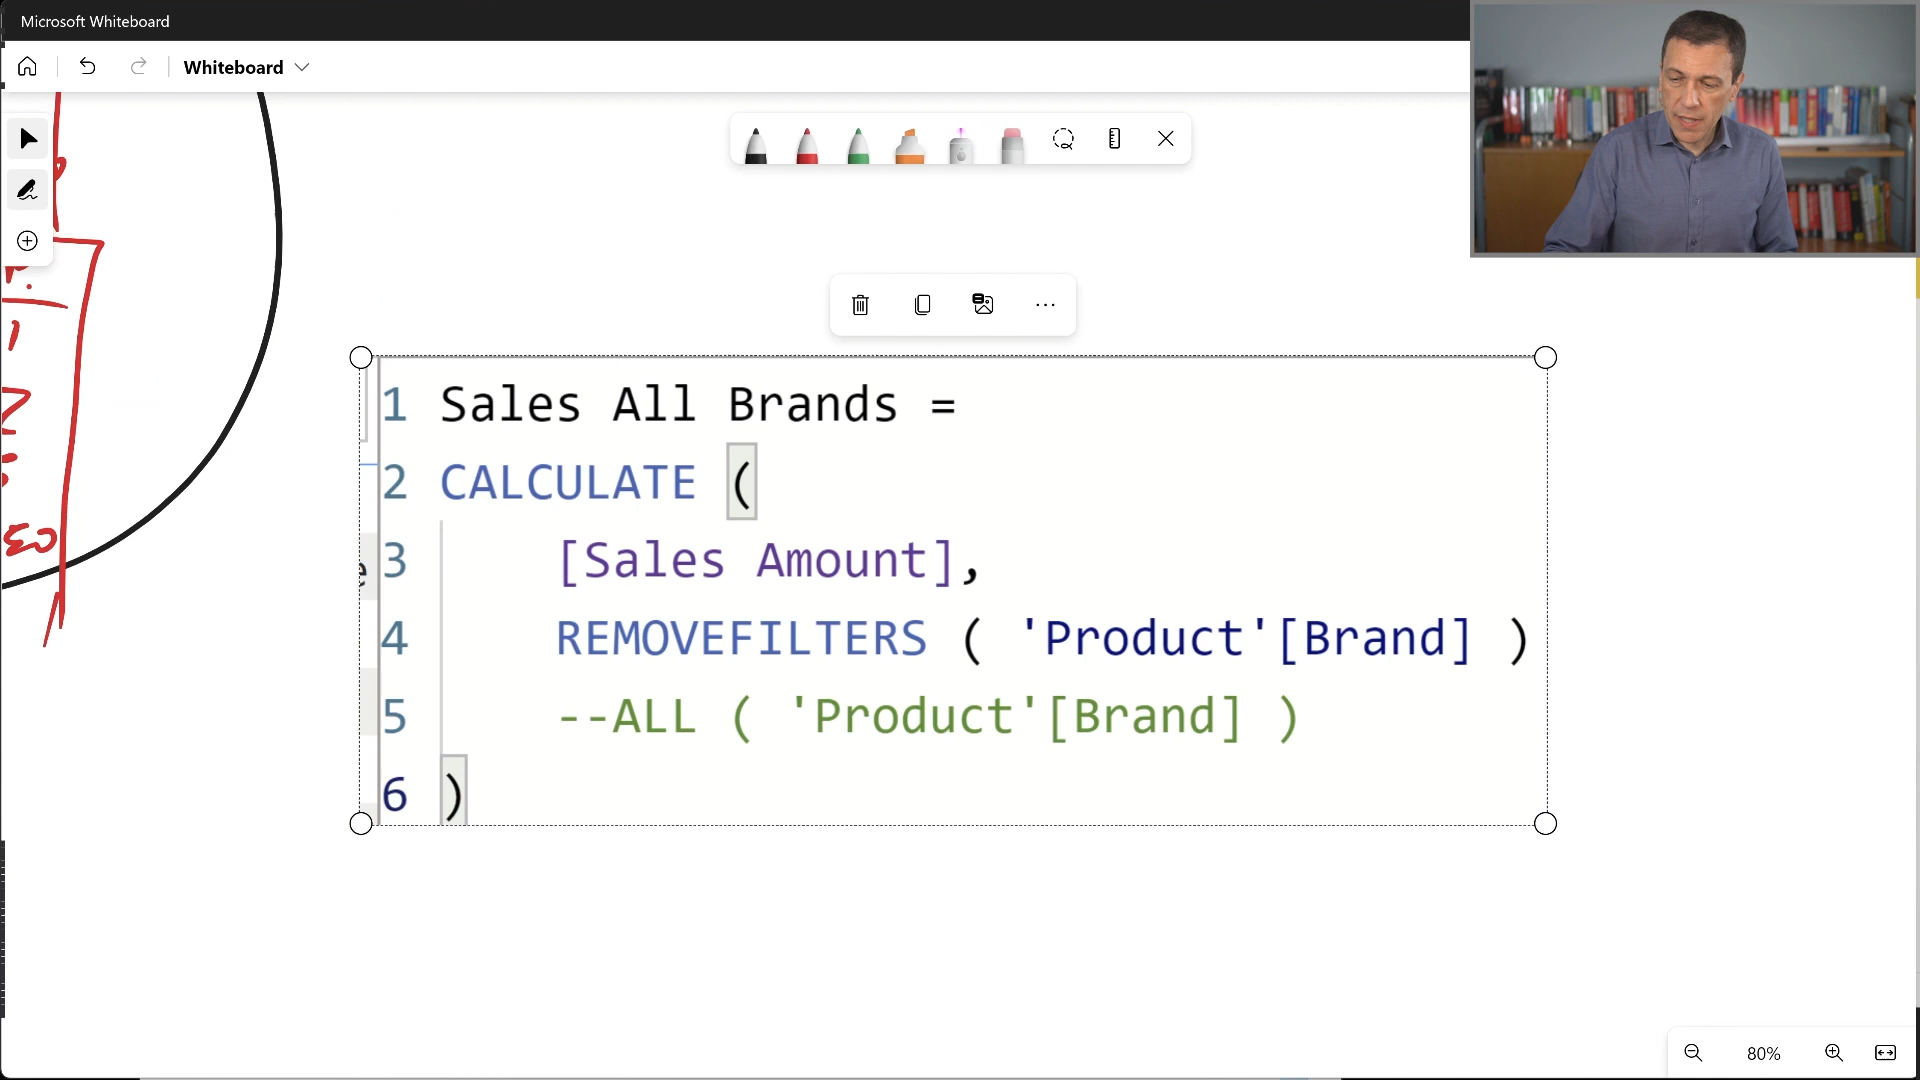 Microsoft Whiteboard
Whiteboard
1 Sales All Brands =
2 CALCULATE (
3 [Sales Amount],
4 REMOVEFILTERS ( 'Product'[Brand] )
5 --ALL ( 'Product'[Brand] )
6 )
80%